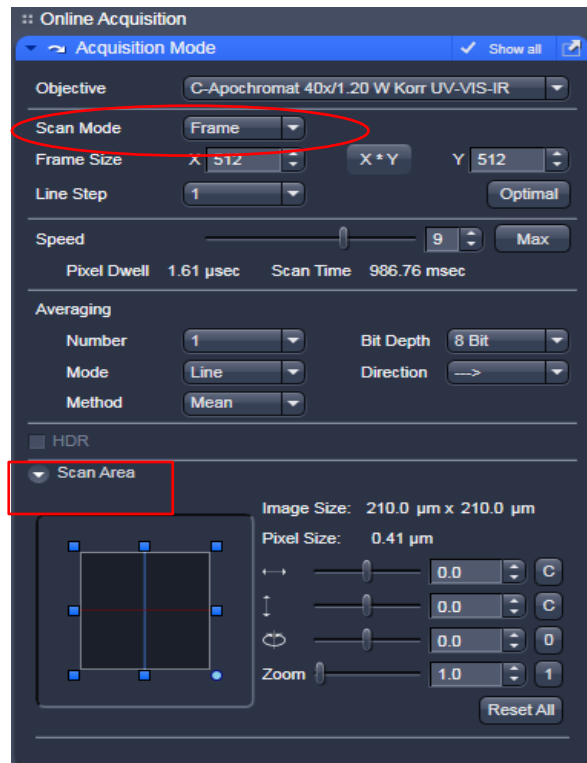 Online Acquisition
Acquisition Mode Show all
Objective C-Apochromat 40x/1.20 W Korr UV-VIS-IR
Scan Mode Frame
Frame Size X 512 X * Y Y 512
Line Step 1 Optimal
Speed 9 Max
Pixel Dwell 1.61 µsec Scan Time 986.76 msec
Averaging
Number 1 Bit Depth 8 Bit
Mode Line Direction --->
Method Mean
HDR
Scan Area
Image Size: 210.0 µm x 210.0 µm
Pixel Size: 0.41 µm
0.0 C
0.0 C
0.0 0
Zoom 1.0 1
Reset All